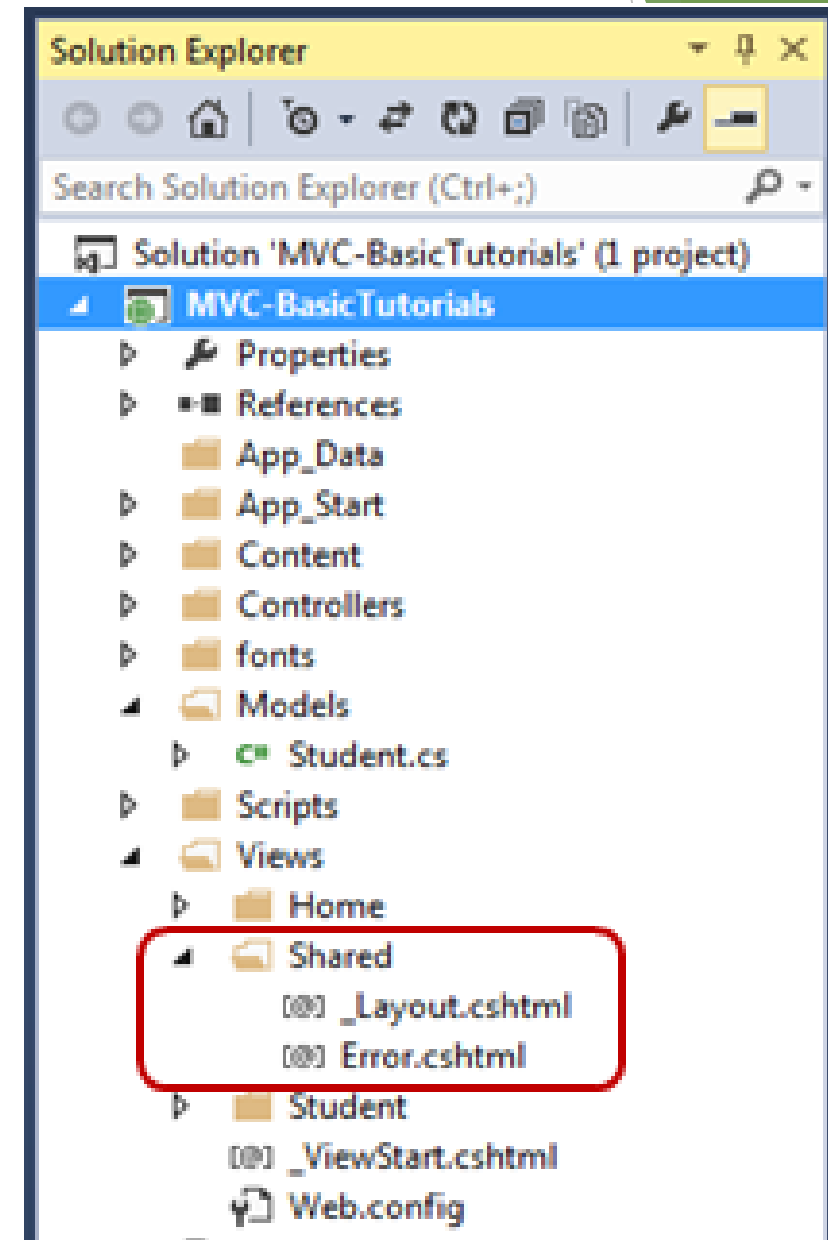 Solution Explorer
Search Solution Explorer (Ctrl+;)
Solution 'MVC-BasicTutorials' (1 project)
MVC-BasicTutorials
Properties
References
App_Data
App_Start
Content
Controllers
fonts
Models
C# Student.cs
Scripts
Views
Home
Shared
[@] _Layout.cshtml
[@] Error.cshtml
Student
[@] _ViewStart.cshtml
Web.config